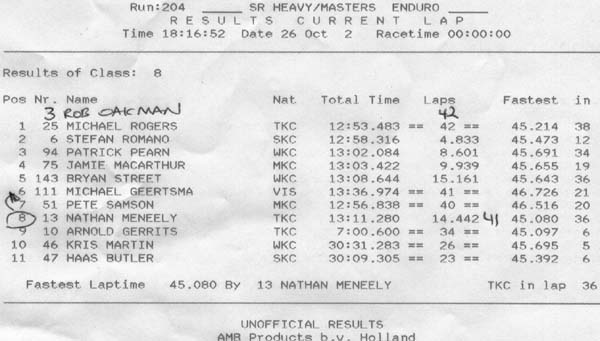 Run:204 _____ SR HEAVY/MASTERS ENDURO _____
R E S U L T S   C U R R E N T   L A P
Time 18:16:52 Date 26 Oct 2 Racetime 00:00:00
Results of Class: 8
Pos Nr. Name Nat. Total Time Laps Fastest in
3 ROB OAKMAN 42
1 25 MICHAEL ROGERS TKC 12:53.483 == 42 == 45.214 38
2 6 STEFAN ROMANO SKC 12:58.316 4.833 45.473 12
3 94 PATRICK PEARN WKC 13:02.084 8.601 45.691 34
4 75 JAMIE MACARTHUR MKC 13:03.422 9.939 45.655 19
5 143 BRYAN STREET WKC 13:08.644 15.161 45.643 36
6 111 MICHAEL GEERTSMA VIS 13:36.974 == 41 == 46.726 21
7 51 PETE SAMSON MKC 12:56.838 == 40 == 46.516 20
8 13 NATHAN MENEELY TKC 13:11.280 14.442 41 45.080 36
9 10 ARNOLD GERRITS TKC 7:00.600 == 34 == 45.097 6
10 46 KRIS MARTIN WKC 30:31.283 == 26 == 45.695 5
11 47 HAAS BUTLER SKC 30:09.305 == 23 == 45.392 6
Fastest Laptime 45.080 By 13 NATHAN MENEELY TKC in lap 36
UNOFFICIAL RESULTS
AMB Products b.v. Holland